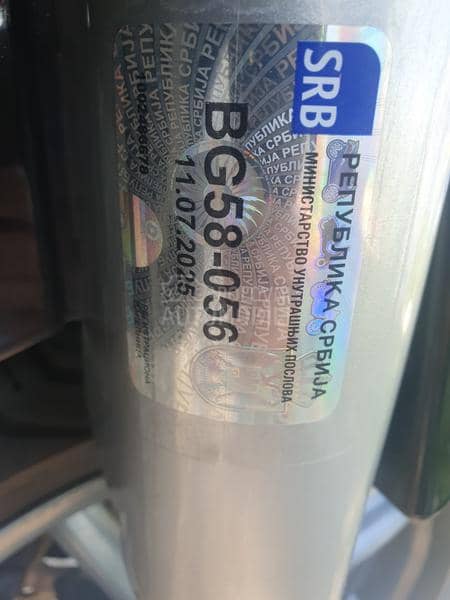 SRB
РЕПУБЛИКА СРБИЈА
МИНИСТАРСТВО УНУТРАШЊИХ ПОСЛОВА
BG58-056
11.07.2025